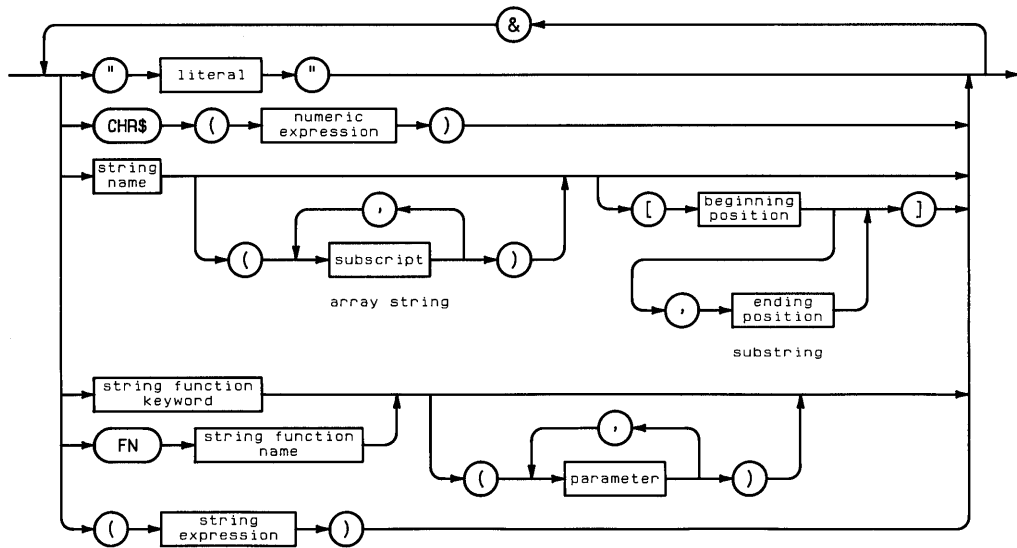 &
" literal "
CHR$ ( numeric expression )
string name
[ beginning position ]
,
( subscript )
array string
, ending position
substring
string function keyword
FN string function name
,
( parameter )
( string expression )